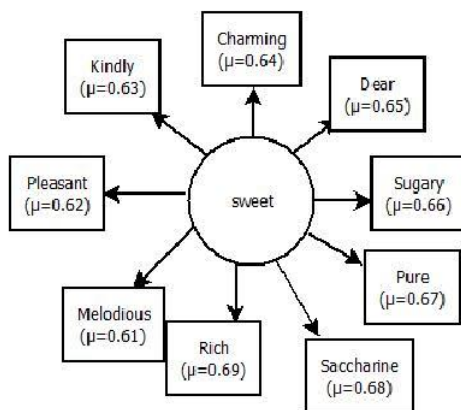 Charming
(μ=0.64)
Kindly
(μ=0.63)
Dear
(μ=0.65)
Pleasant
(μ=0.62)
sweet
Sugary
(μ=0.66)
Pure
(μ=0.67)
Melodious
(μ=0.61)
Rich
(μ=0.69)
Saccharine
(μ=0.68)